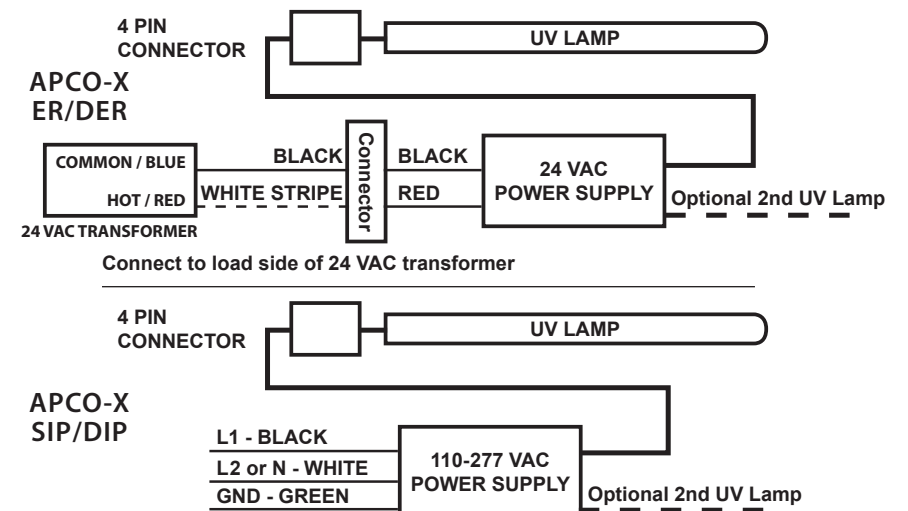 4 PIN
CONNECTOR
UV LAMP
APCO-X
ER/DER
COMMON / BLUE
HOT / RED
24 VAC TRANSFORMER
BLACK
WHITE STRIPE
Connector
BLACK
RED
24 VAC
POWER SUPPLY
Optional 2nd UV Lamp
Connect to load side of 24 VAC transformer
4 PIN
CONNECTOR
UV LAMP
APCO-X
SIP/DIP
L1 - BLACK
L2 or N - WHITE
GND - GREEN
110-277 VAC
POWER SUPPLY
Optional 2nd UV Lamp